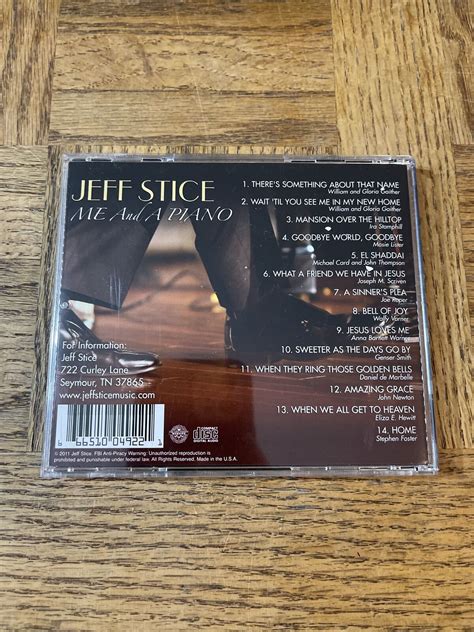 JEFF STICE
ME And A PIANO
1. THERE'S SOMETHING ABOUT THAT NAME
William and Gloria Gaither
2. WAIT 'TIL YOU SEE ME IN MY NEW HOME
William and Gloria Gaither
3. MANSION OVER THE HILLTOP
Ira Stamphill
4. GOODBYE WORLD, GOODBYE
Mosie Lister
5. EL SHADDAI
Michael Card and John Thompson
6. WHAT A FRIEND WE HAVE IN JESUS
Joseph M. Scriven
7. A SINNER'S PLEA
Joe Roper
8. BELL OF JOY
Wally Varner
9. JESUS LOVES ME
Anna Bartlett Warner
10. SWEETER AS THE DAYS GO BY
Genser Smith
11. WHEN THEY RING THOSE GOLDEN BELLS
Daniel de Marbelle
12. AMAZING GRACE
John Newton
13. WHEN WE ALL GET TO HEAVEN
Eliza E. Hewitt
14. HOME
Stephen Foster
For Information:
Jeff Stice
722 Curley Lane
Seymour, TN 37865
www.jeffsticemusic.com
6 66510 04922 1
COMPACT
disc
DIGITAL AUDIO
© 2011 Jeff Stice. FBI Anti-Piracy Warning: Unauthorized reproduction is
prohibited and punishable under federal law. All Rights Reserved. Made in the U.S.A.